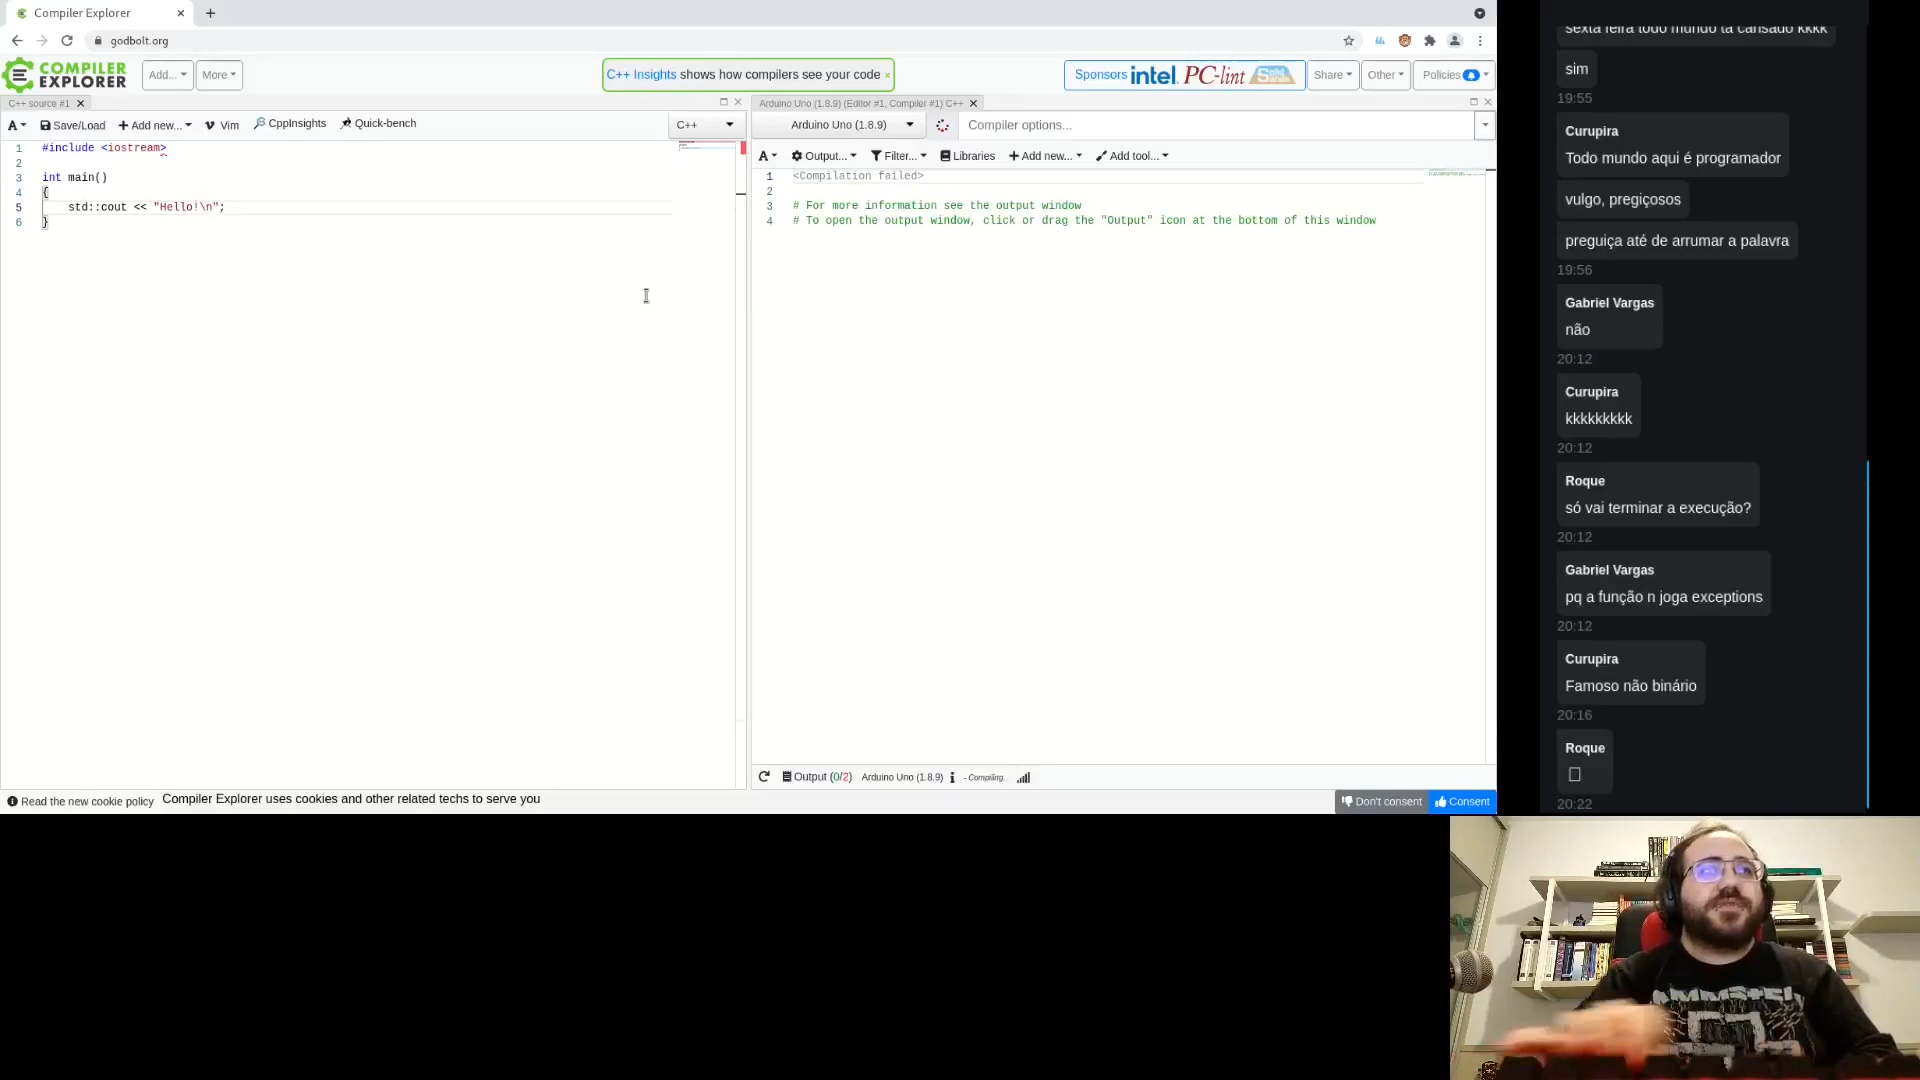 Compiler Explorer
godbolt.org
COMPILER
EXPLORER
Add...
More
C++ Insights shows how compilers see your code ×
Sponsors intel. PC-lint Solid Sands
Share
Other
Policies
C++ source #1
A
Save/Load
Add new...
Vim
CppInsights
Quick-bench
C++
1 #include <iostream>
2
3 int main()
4 {
5 std::cout << "Hello!\n";
6 }
Arduino Uno (1.8.9) (Editor #1, Compiler #1) C++
Arduino Uno (1.8.9)
Compiler options...
A
Output...
Filter...
Libraries
Add new...
Add tool...
1 <Compilation failed>
2
3 # For more information see the output window
4 # To open the output window, click or drag the "Output" icon at the bottom of this window
Output (0/2) Arduino Uno (1.8.9) i - Compiling.
Read the new cookie policy Compiler Explorer uses cookies and other related techs to serve you
Don't consent
Consent
sexta feira todo mundo ta cansado kkkk
sim
19:55
Curupira
Todo mundo aqui é programador
vulgo, pregiçosos
preguiça até de arrumar a palavra
19:56
Gabriel Vargas
não
20:12
Curupira
kkkkkkkkk
20:12
Roque
só vai terminar a execução?
20:12
Gabriel Vargas
pq a função n joga exceptions
20:12
Curupira
Famoso não binário
20:16
Roque
20:22